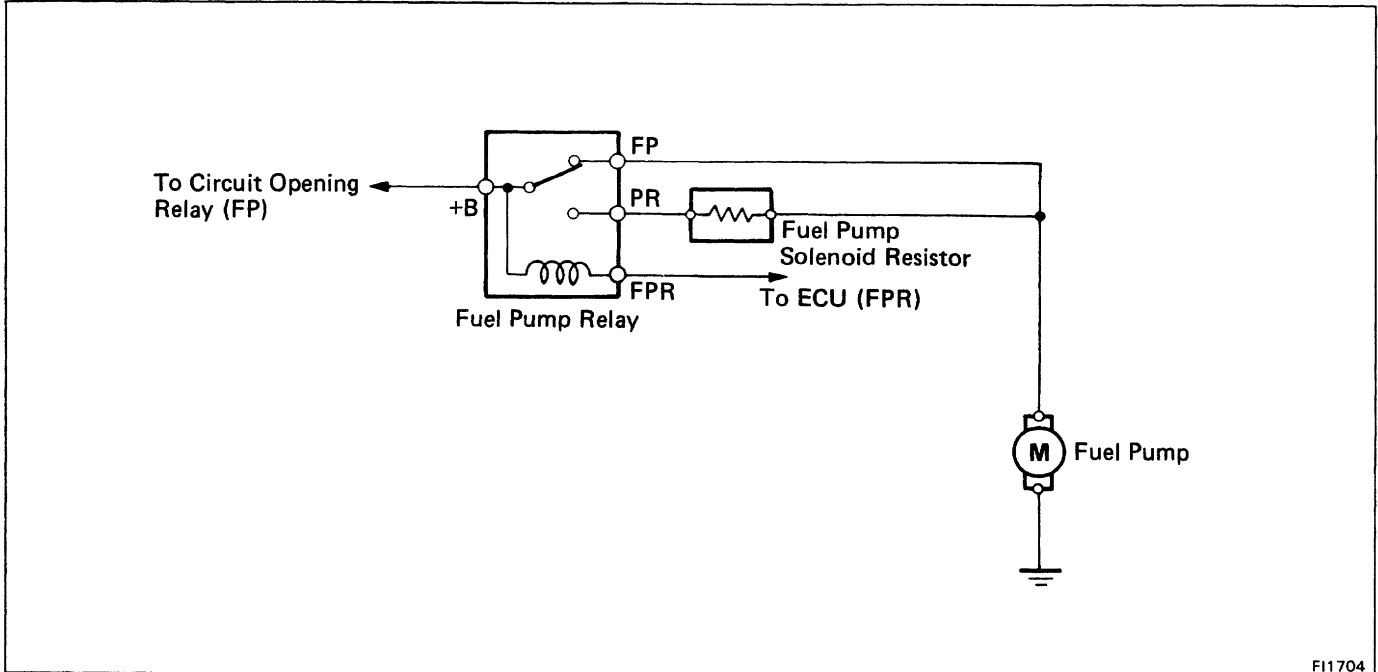 FP
To Circuit Opening
Relay (FP)
+B
PR
Fuel Pump
Solenoid Resistor
FPR
To ECU (FPR)
Fuel Pump Relay
M
Fuel Pump
FI1704